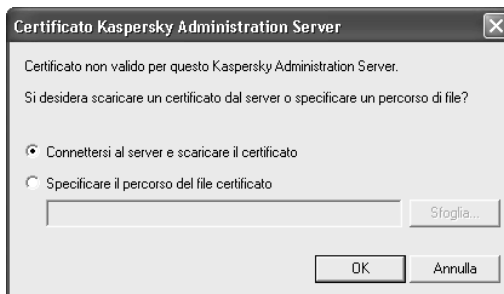 Certificato Kaspersky Administration Server
Certificato non valido per questo Kaspersky Administration Server.
Si desidera scaricare un certificato dal server o specificare un percorso di file?
Connettersi al server e scaricare il certificato
Specificare il percorso del file certificato
Sfoglia...
OK Annulla